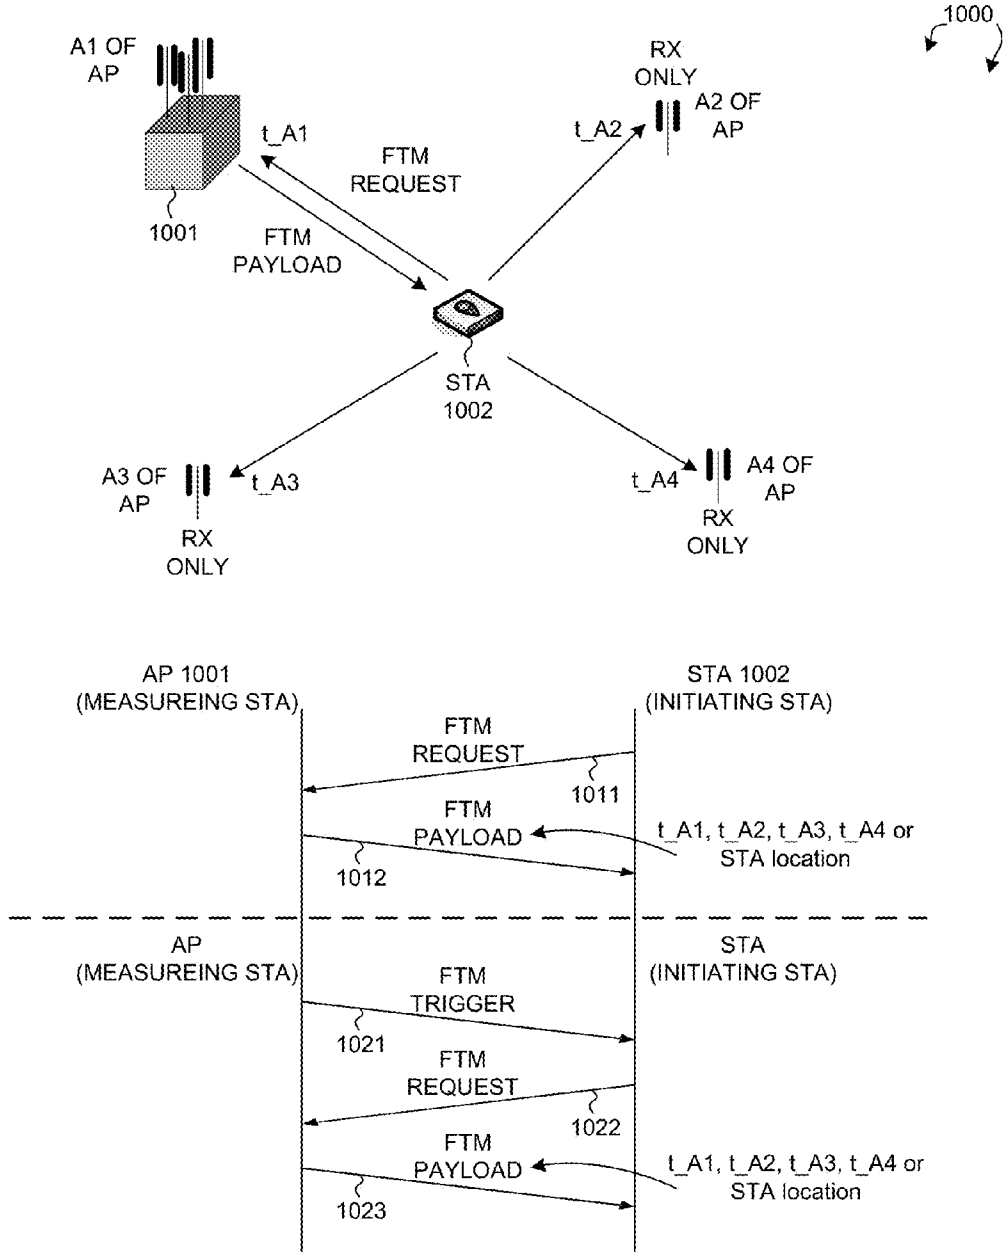 1000
A1 OF
AP
RX
ONLY
A2 OF
AP
t_A1
t_A2
FTM
REQUEST
1001
FTM
PAYLOAD
STA
1002
A3 OF
AP
t_A3
RX
ONLY
t_A4
A4 OF
AP
RX
ONLY
AP 1001
(MEASUREING STA)
STA 1002
(INITIATING STA)
FTM
REQUEST
1011
FTM
PAYLOAD
t_A1, t_A2, t_A3, t_A4 or
STA location
1012
AP
(MEASUREING STA)
STA
(INITIATING STA)
FTM
TRIGGER
1021
FTM
REQUEST
1022
FTM
PAYLOAD
t_A1, t_A2, t_A3, t_A4 or
STA location
1023